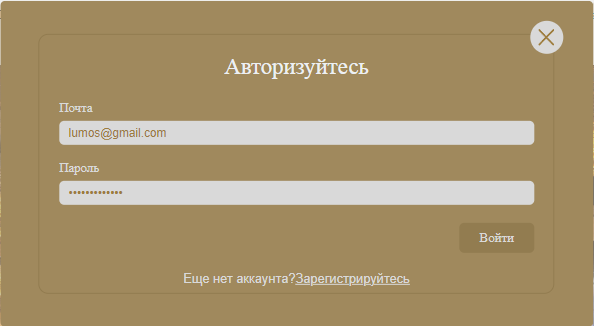 Авторизуйтесь
Почта
lumos@gmail.com
Пароль
•••••••••••••
Войти
Еще нет аккаунта?Зарегистрируйтесь